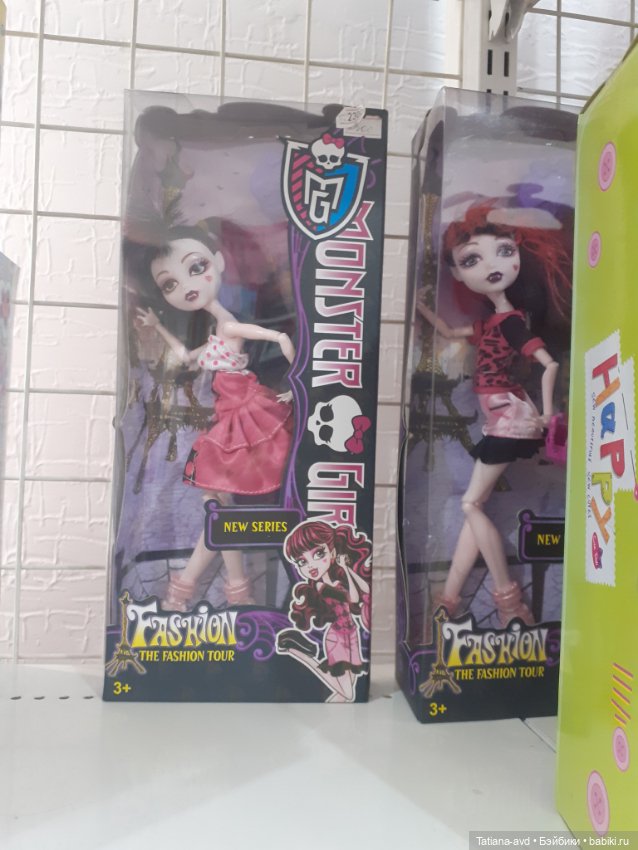 MG
MONSTER GIRL
NEW SERIES
FASHION
THE FASHION TOUR
3+
NEW
FASHION
THE FASHION TOUR
3+
HAPPY
Tatiana-avd • Бэйбики • babiki.ru